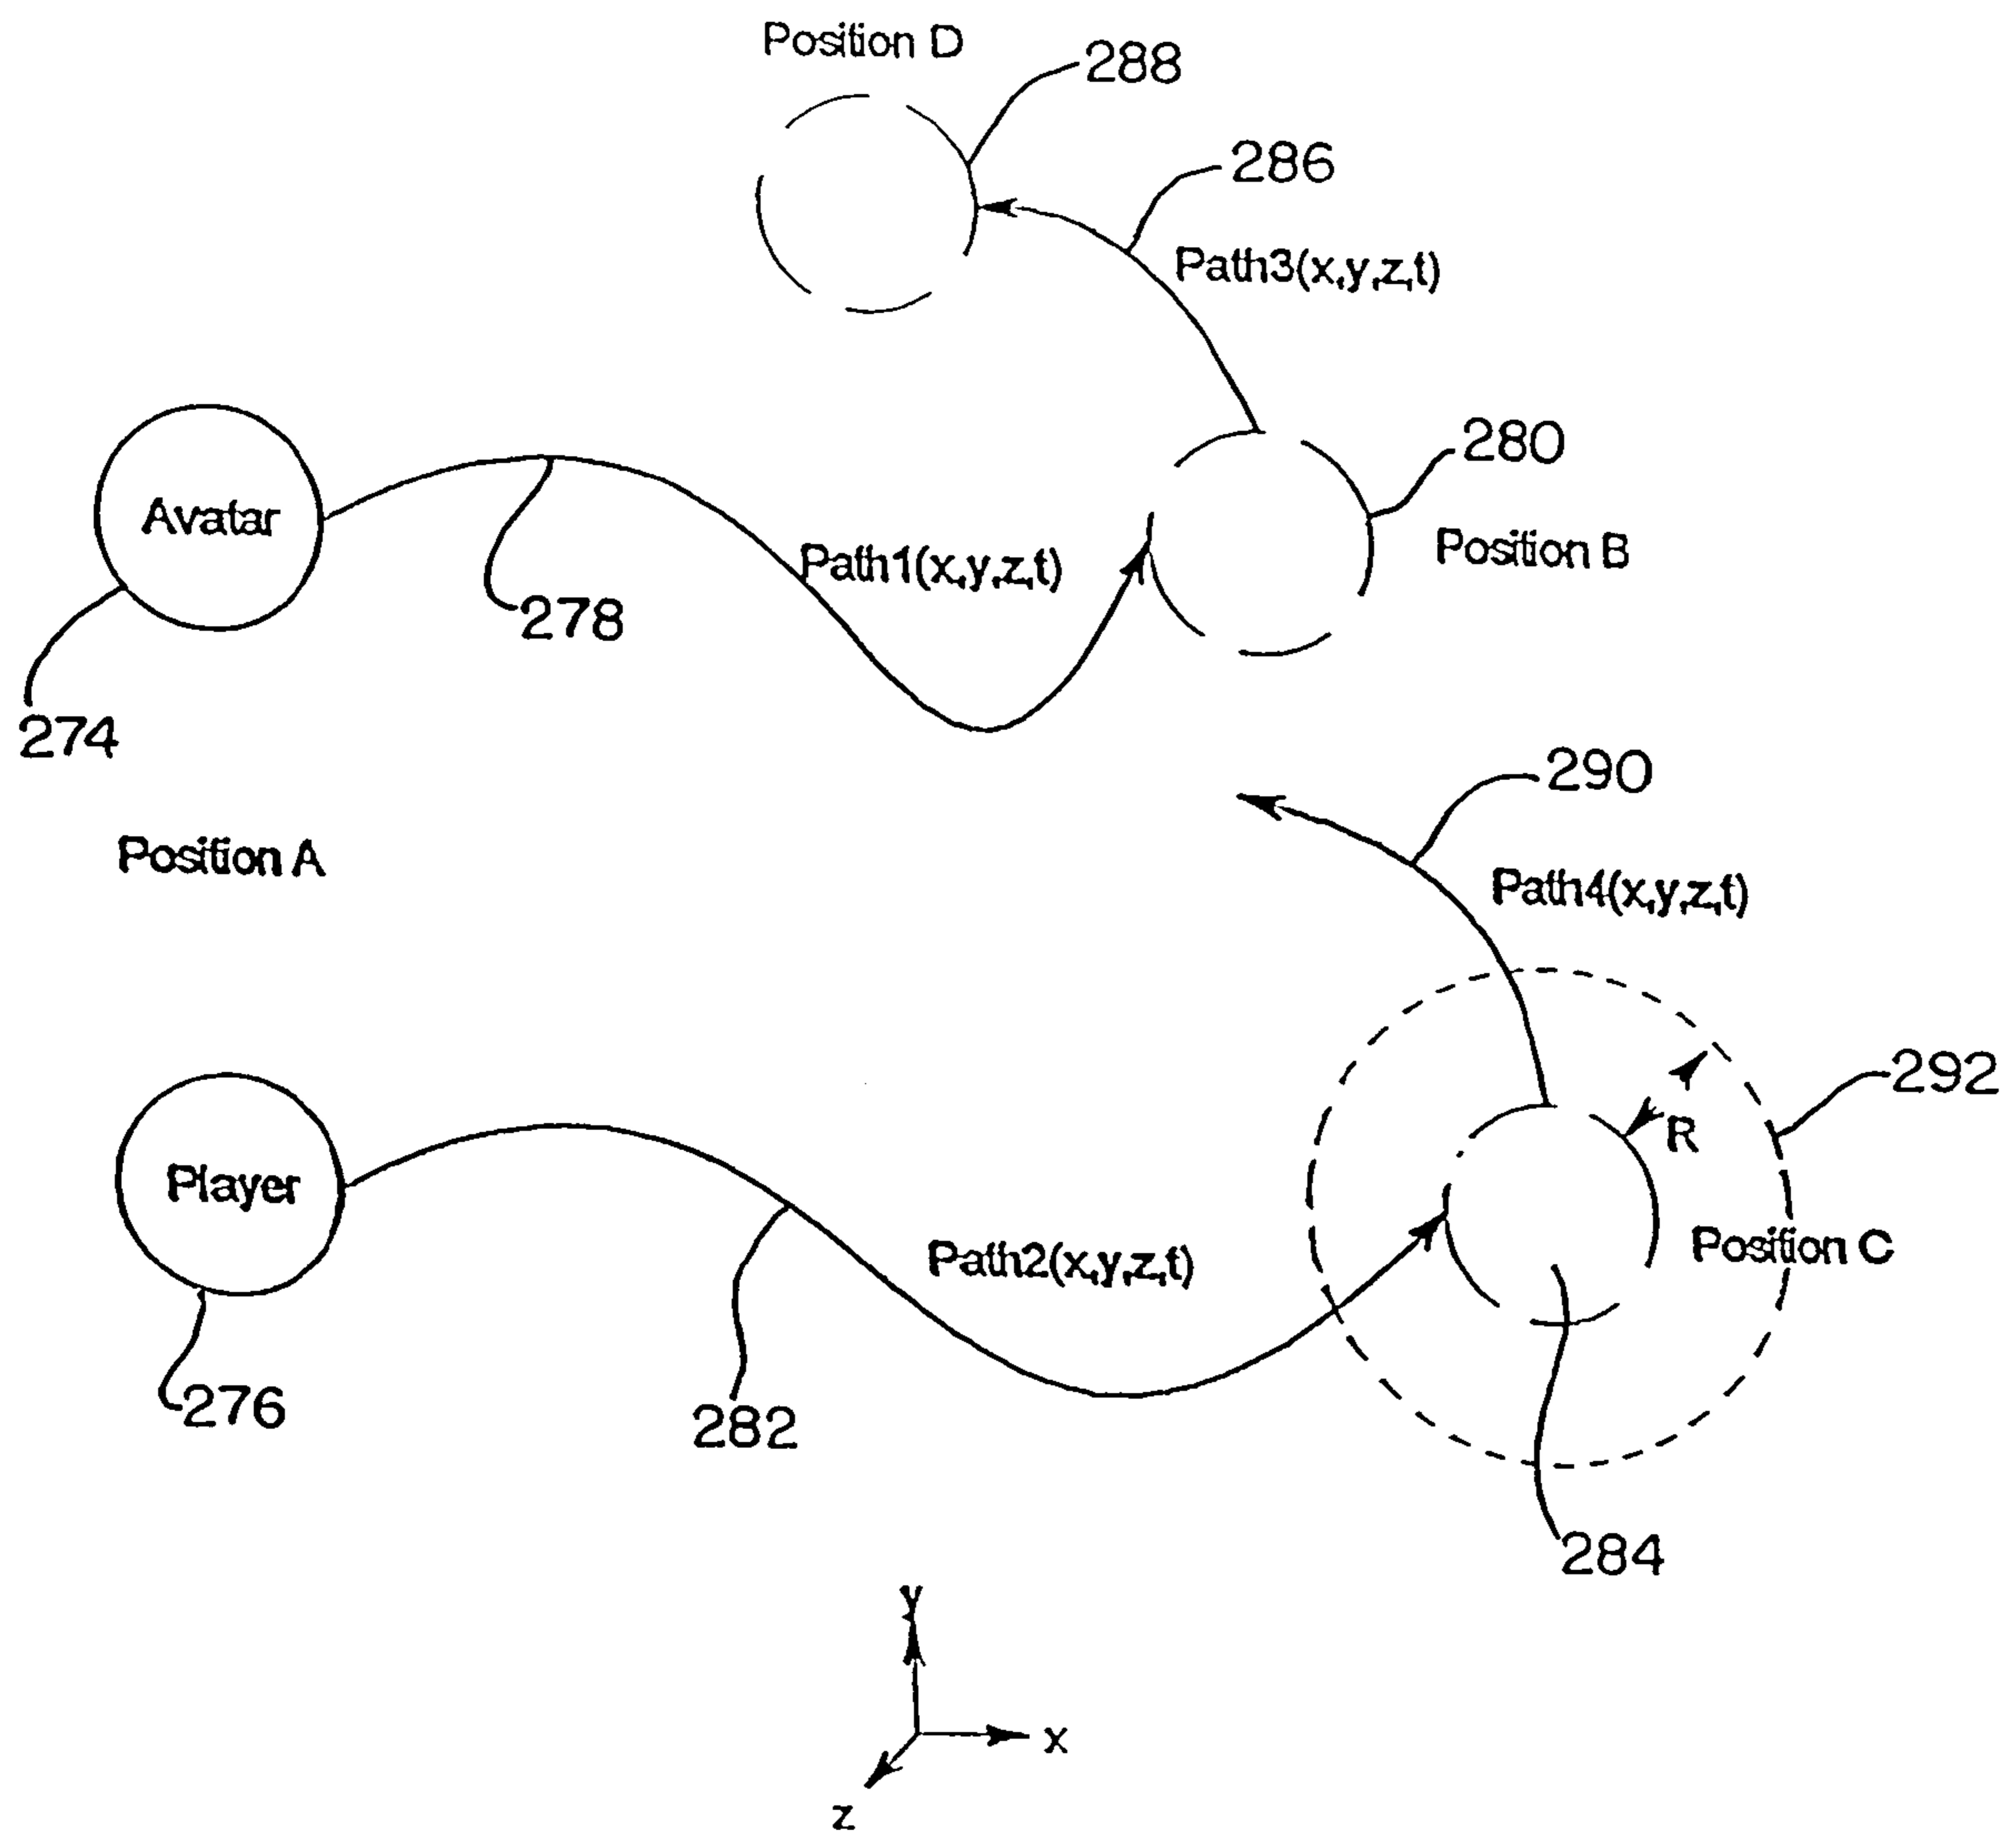 Position D
288
286
Path3(x,y,z,t)
280
Avatar
Position B
Path1(x,y,z,t)
278
274
290
Position A
Path4(x,y,z,t)
292
R
Player
Position C
Path2(x,y,z,t)
276
282
284
y
x
z